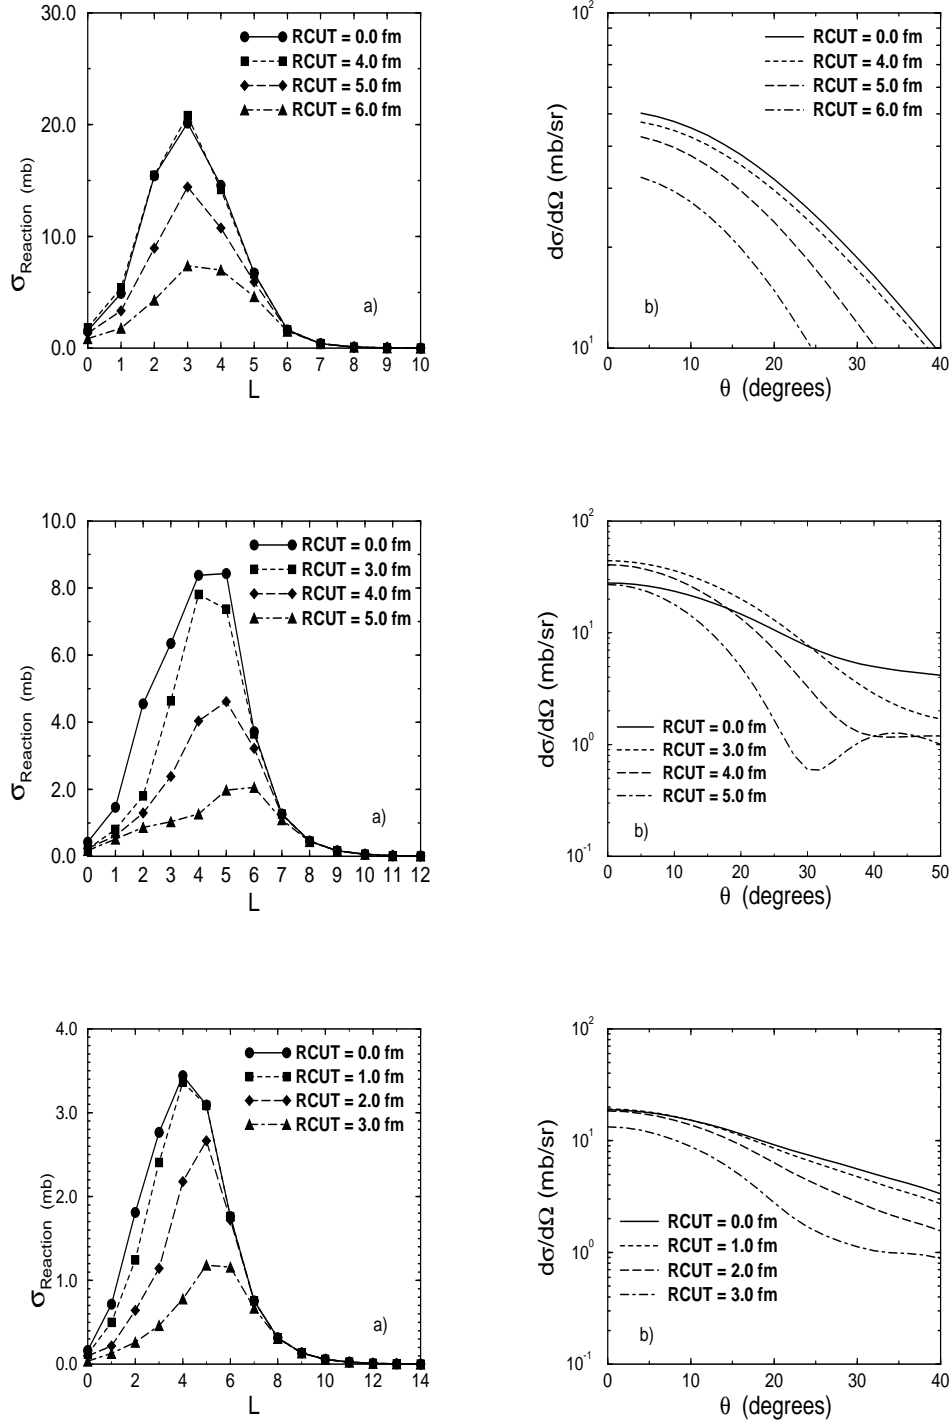 30.0
20.0
10.0
0.0
σReaction (mb)
RCUT = 0.0 fm
RCUT = 4.0 fm
RCUT = 5.0 fm
RCUT = 6.0 fm
a)
0 1 2 3 4 5 6 7 8 9 10
L
10²
10¹
dσ/dΩ (mb/sr)
RCUT = 0.0 fm
RCUT = 4.0 fm
RCUT = 5.0 fm
RCUT = 6.0 fm
b)
0 10 20 30 40
θ (degrees)
10.0
8.0
6.0
4.0
2.0
0.0
σReaction (mb)
RCUT = 0.0 fm
RCUT = 3.0 fm
RCUT = 4.0 fm
RCUT = 5.0 fm
a)
0 1 2 3 4 5 6 7 8 9 10 11 12
L
10²
10¹
10⁰
10⁻¹
dσ/dΩ (mb/sr)
RCUT = 0.0 fm
RCUT = 3.0 fm
RCUT = 4.0 fm
RCUT = 5.0 fm
b)
0 10 20 30 40 50
θ (degrees)
4.0
3.0
2.0
1.0
0.0
σReaction (mb)
RCUT = 0.0 fm
RCUT = 1.0 fm
RCUT = 2.0 fm
RCUT = 3.0 fm
a)
0 2 4 6 8 10 12 14
L
10²
10¹
10⁰
10⁻¹
dσ/dΩ (mb/sr)
RCUT = 0.0 fm
RCUT = 1.0 fm
RCUT = 2.0 fm
RCUT = 3.0 fm
b)
0 10 20 30 40
θ (degrees)